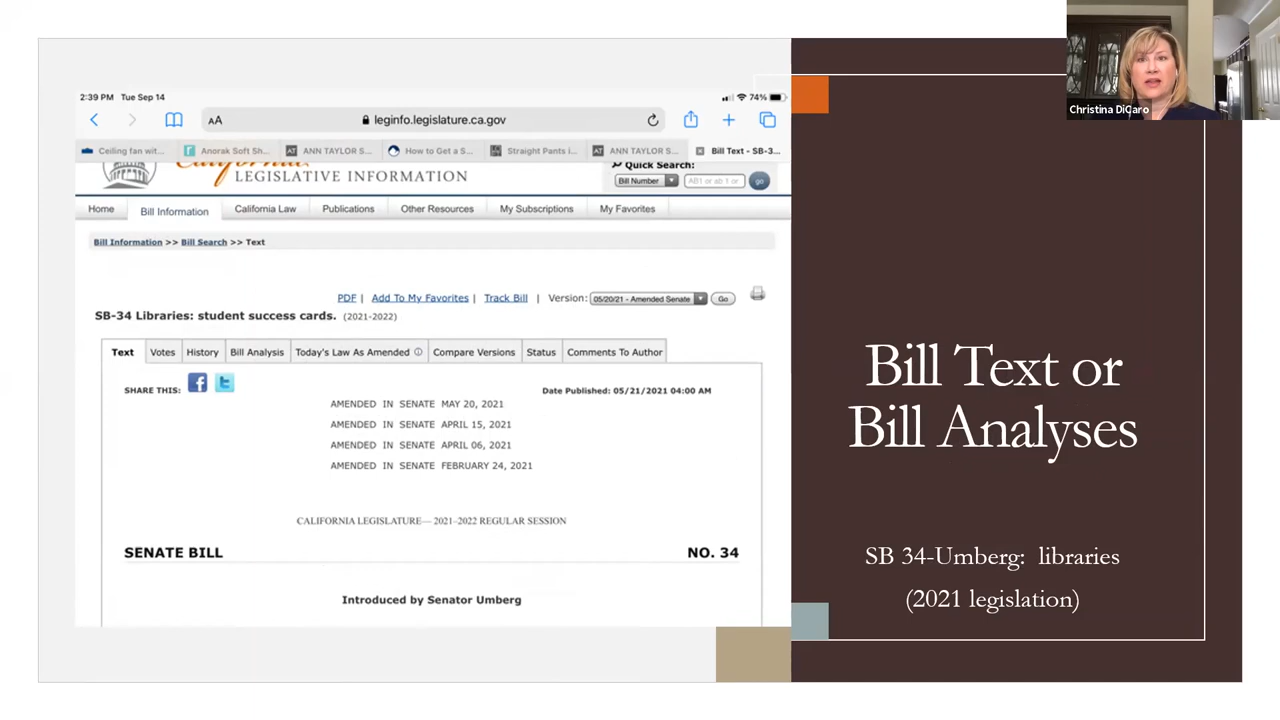 Christina DiCaro
2:39 PM Tue Sep 14
74%
AA
leginfo.legislature.ca.gov
Ceiling fan wit...
Anorak Soft Sh...
ANN TAYLOR S...
How to Get a S...
Straight Pants i...
ANN TAYLOR S...
Bill Text - SB-3...
California
LEGISLATIVE INFORMATION
Quick Search:
Bill Number
AB1 or ab 1 or
go
Home
Bill Information
California Law
Publications
Other Resources
My Subscriptions
My Favorites
Bill Information >> Bill Search >> Text
PDF | Add To My Favorites | Track Bill | Version: 05/20/21 - Amended Senate Go
SB-34 Libraries: student success cards. (2021-2022)
Text
Votes
History
Bill Analysis
Today's Law As Amended
Compare Versions
Status
Comments To Author
SHARE THIS:
Date Published: 05/21/2021 04:00 AM
AMENDED IN SENATE MAY 20, 2021
AMENDED IN SENATE APRIL 15, 2021
AMENDED IN SENATE APRIL 06, 2021
AMENDED IN SENATE FEBRUARY 24, 2021
CALIFORNIA LEGISLATURE— 2021–2022 REGULAR SESSION
SENATE BILL
NO. 34
Introduced by Senator Umberg
Bill Text or
Bill Analyses
SB 34-Umberg: libraries
(2021 legislation)